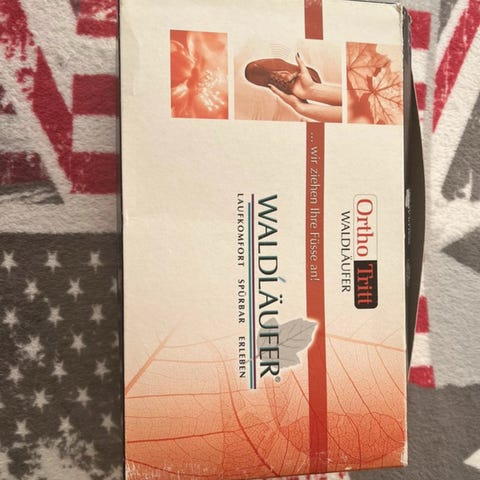 Ortho Tritt
WALDLÄUFER
... wir ziehen Ihre Füsse an!
WALDLÄUFER®
LAUFKOMFORT SPÜRBAR ERLEBEN